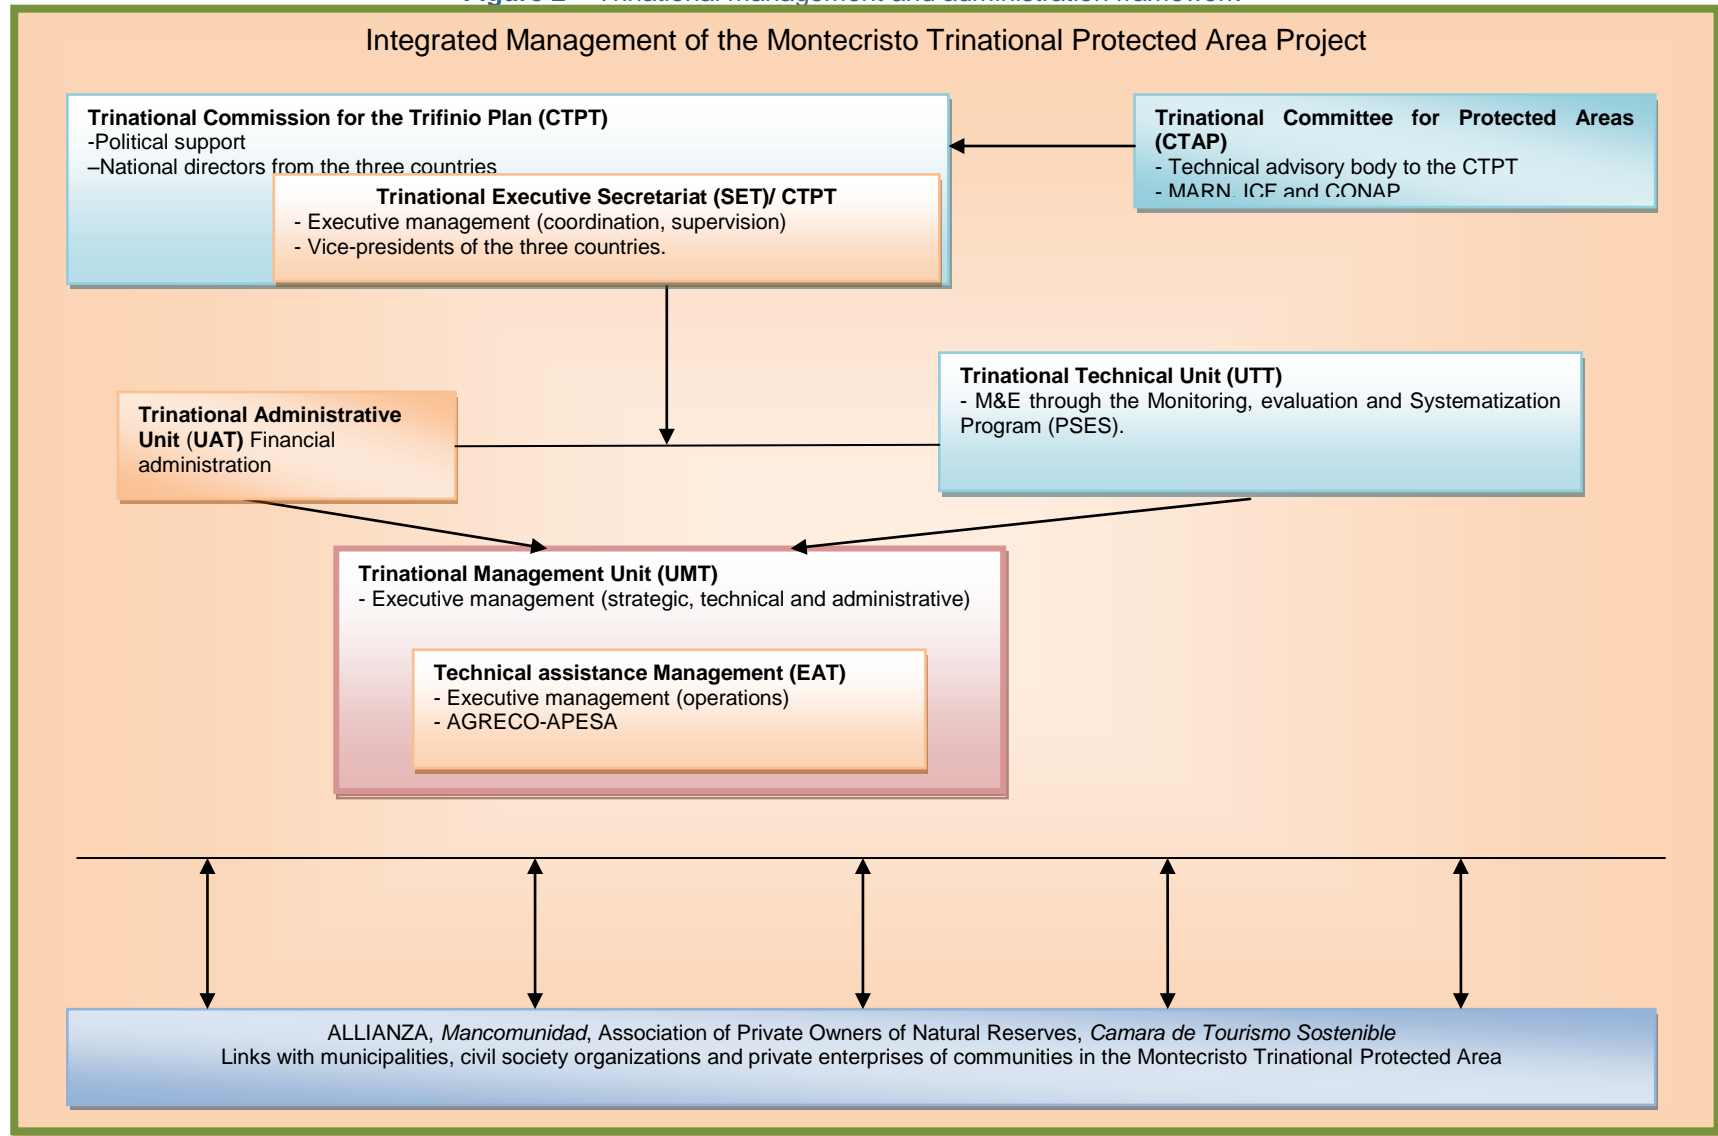 Integrated Management of the Montecristo Trinational Protected Area Project
Trinational Commission for the Trifinio Plan (CTPT)
-Political support
–National directors from the three countries
Trinational Executive Secretariat (SET)/ CTPT
- Executive management (coordination, supervision)
- Vice-presidents of the three countries.
Trinational Committee for Protected Areas
(CTAP)
- Technical advisory body to the CTPT
- MARN, ICF and CONAP
Trinational Administrative
Unit (UAT) Financial
administration
Trinational Technical Unit (UTT)
- M&E through the Monitoring, evaluation and Systematization
Program (PSES).
Trinational Management Unit (UMT)
- Executive management (strategic, technical and administrative)
Technical assistance Management (EAT)
- Executive management (operations)
- AGRECO-APESA
ALLIANZA, Mancomunidad, Association of Private Owners of Natural Reserves, Camara de Tourismo Sostenible
Links with municipalities, civil society organizations and private enterprises of communities in the Montecristo Trinational Protected Area